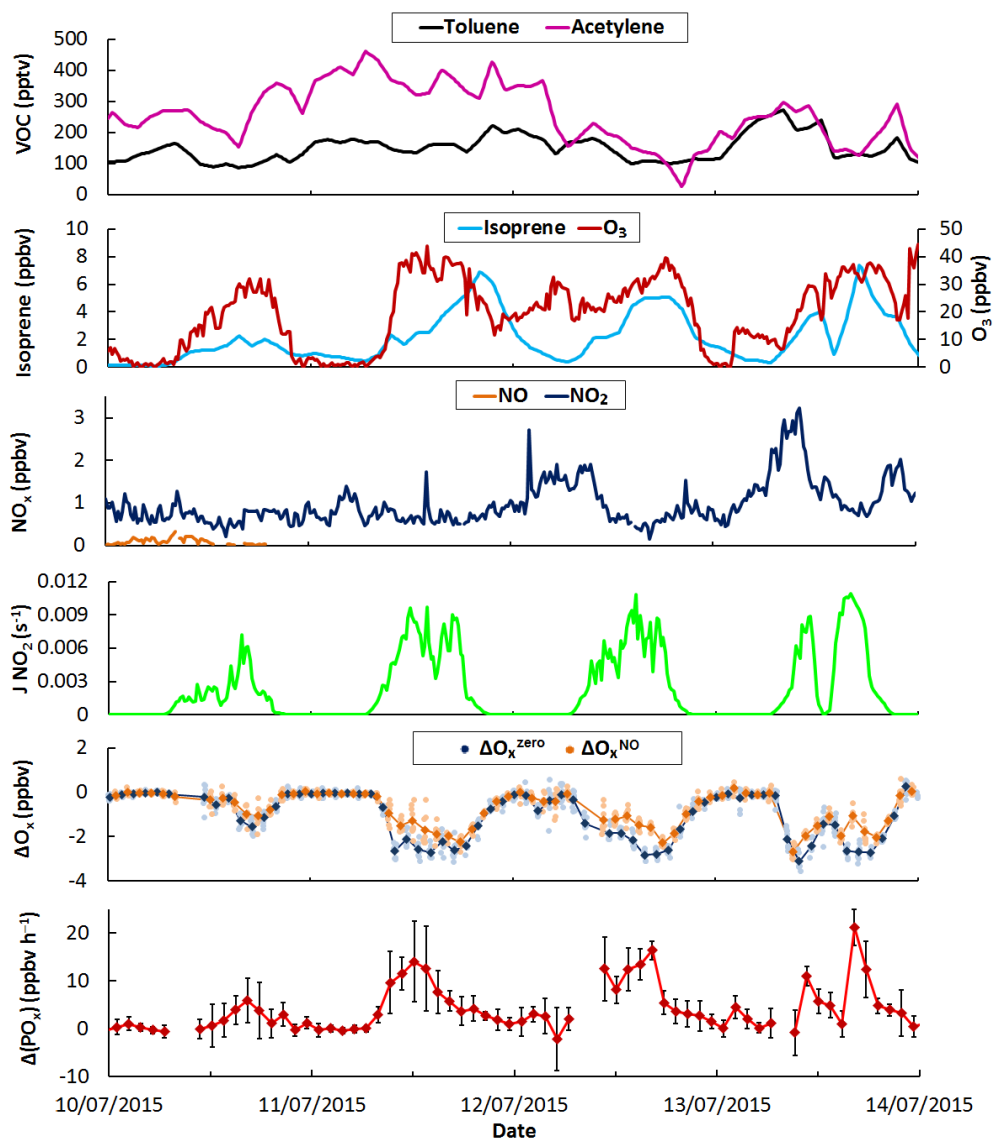 Toluene Acetylene
VOC (pptv)
500
400
300
200
100
0
Isoprene O₃
Isoprene (ppbv)
10
8
6
4
2
0
50
40
30
20
10
0
O₃ (ppbv)
NO NO₂
NOₓ (ppbv)
3
2
1
0
J NO₂ (s⁻¹)
0.012
0.009
0.006
0.003
0
ΔOₓᶻᵉʳᵒ ΔOₓᴺᴼ
ΔOₓ (ppbv)
2
0
-2
-4
Δ(POₓ) (ppbv h⁻¹)
20
10
0
-10
10/07/2015 11/07/2015 12/07/2015 13/07/2015 14/07/2015
Date